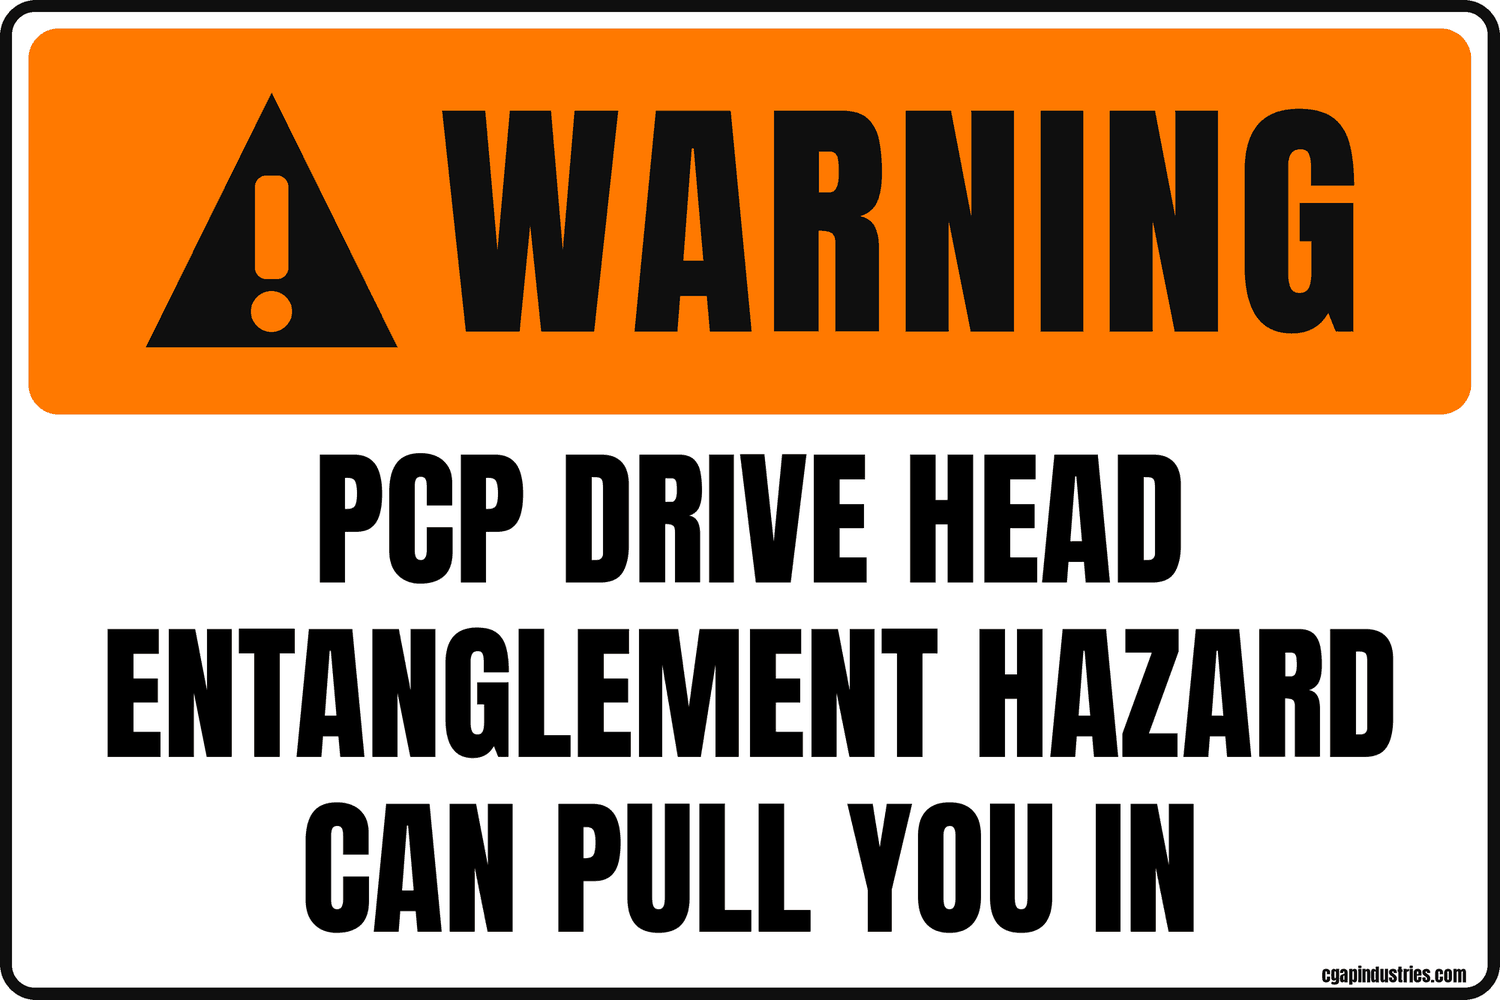 WARNING
PCP DRIVE HEAD
ENTANGLEMENT HAZARD
CAN PULL YOU IN
cgapindustries.com